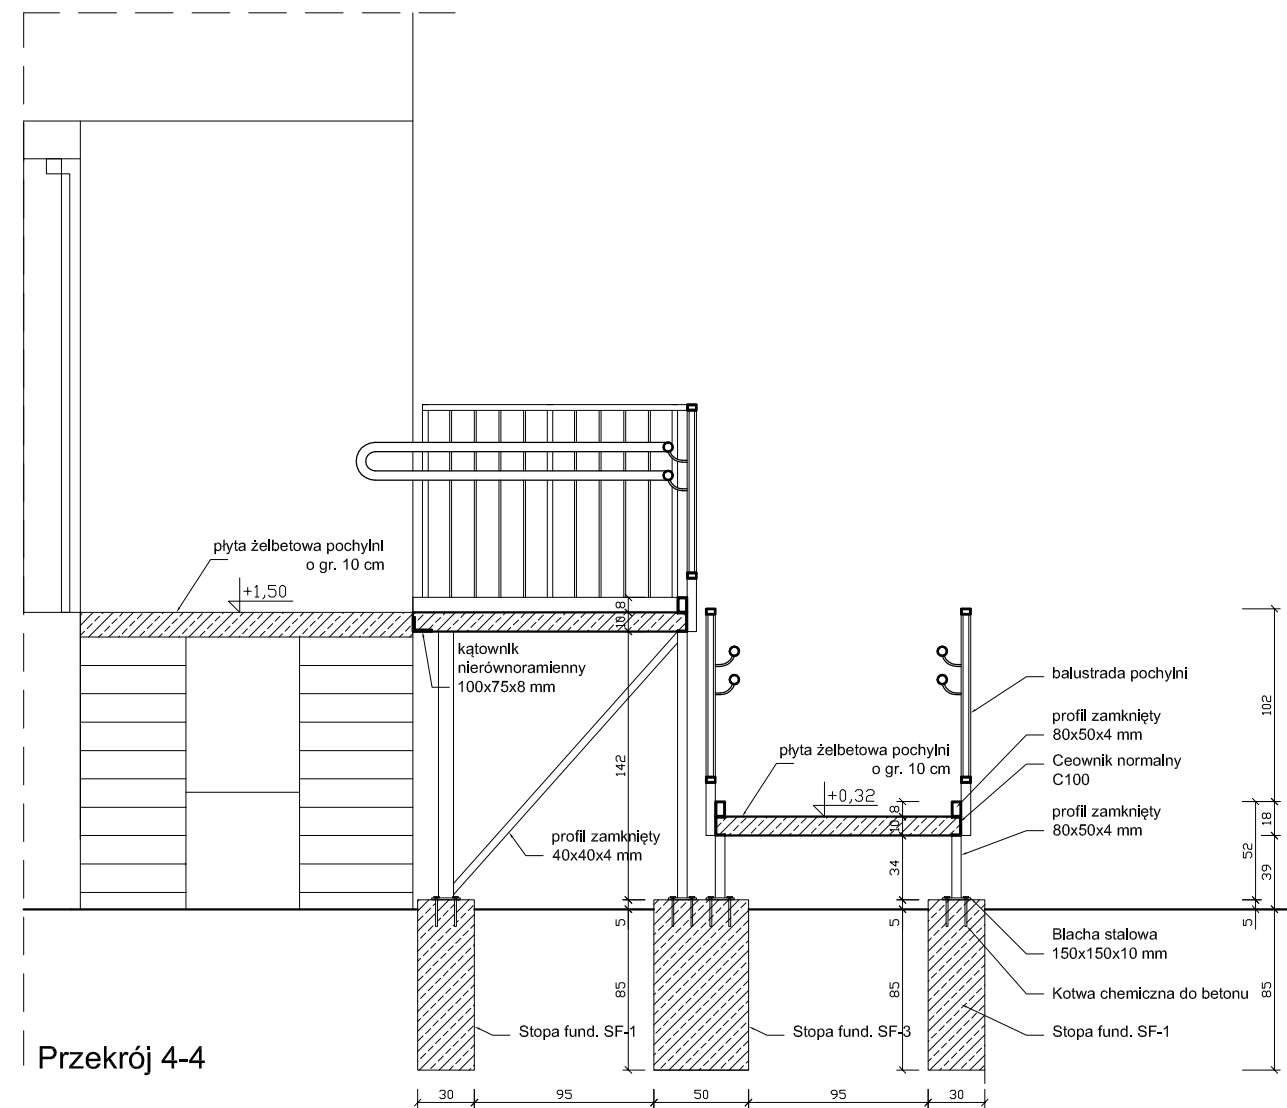 płyta żelbetowa pochylni
o gr. 10 cm
+1,50
10
8
kątownik
nierównoramienny
100x75x8 mm
balustrada pochylni
102
profil zamknięty
80x50x4 mm
płyta żelbetowa pochylni
o gr. 10 cm
142
Ceownik normalny
C100
+0,32
10
8
profil zamknięty
80x50x4 mm
18
profil zamknięty
40x40x4 mm
34
52
39
5
5
5
Blacha stalowa
150x150x10 mm
85
85
85
Kotwa chemiczna do betonu
Stopa fund. SF-1
Stopa fund. SF-3
Stopa fund. SF-1
Przekrój 4-4
30
95
50
95
30